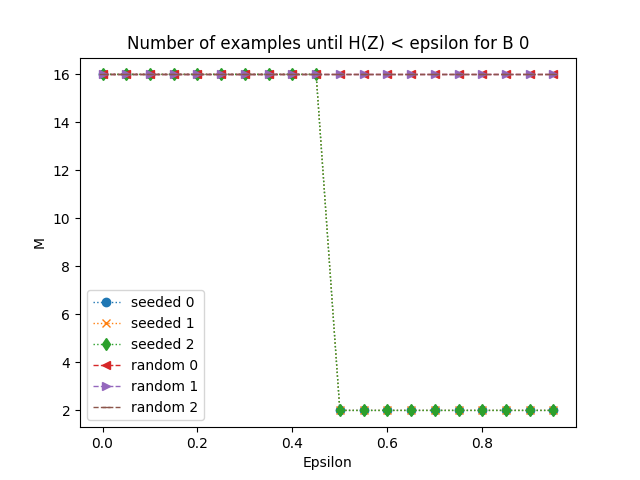 Number of examples until H(Z) < epsilon for B 0
16
14
12
10
8
6
4
2
M
seeded 0
seeded 1
seeded 2
random 0
random 1
random 2
0.0 0.2 0.4 0.6 0.8
Epsilon